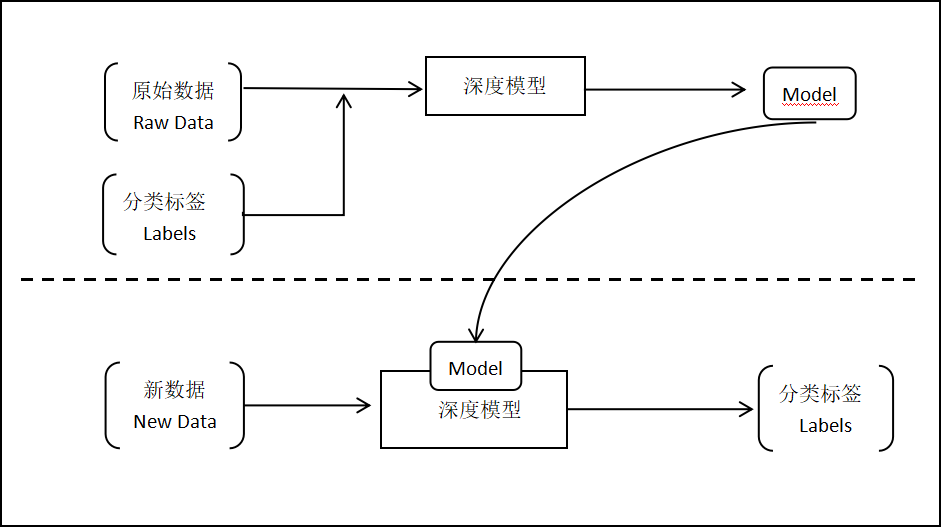 原始数据
Raw Data
深度模型
Model
分类标签
Labels
新数据
New Data
Model
深度模型
分类标签
Labels